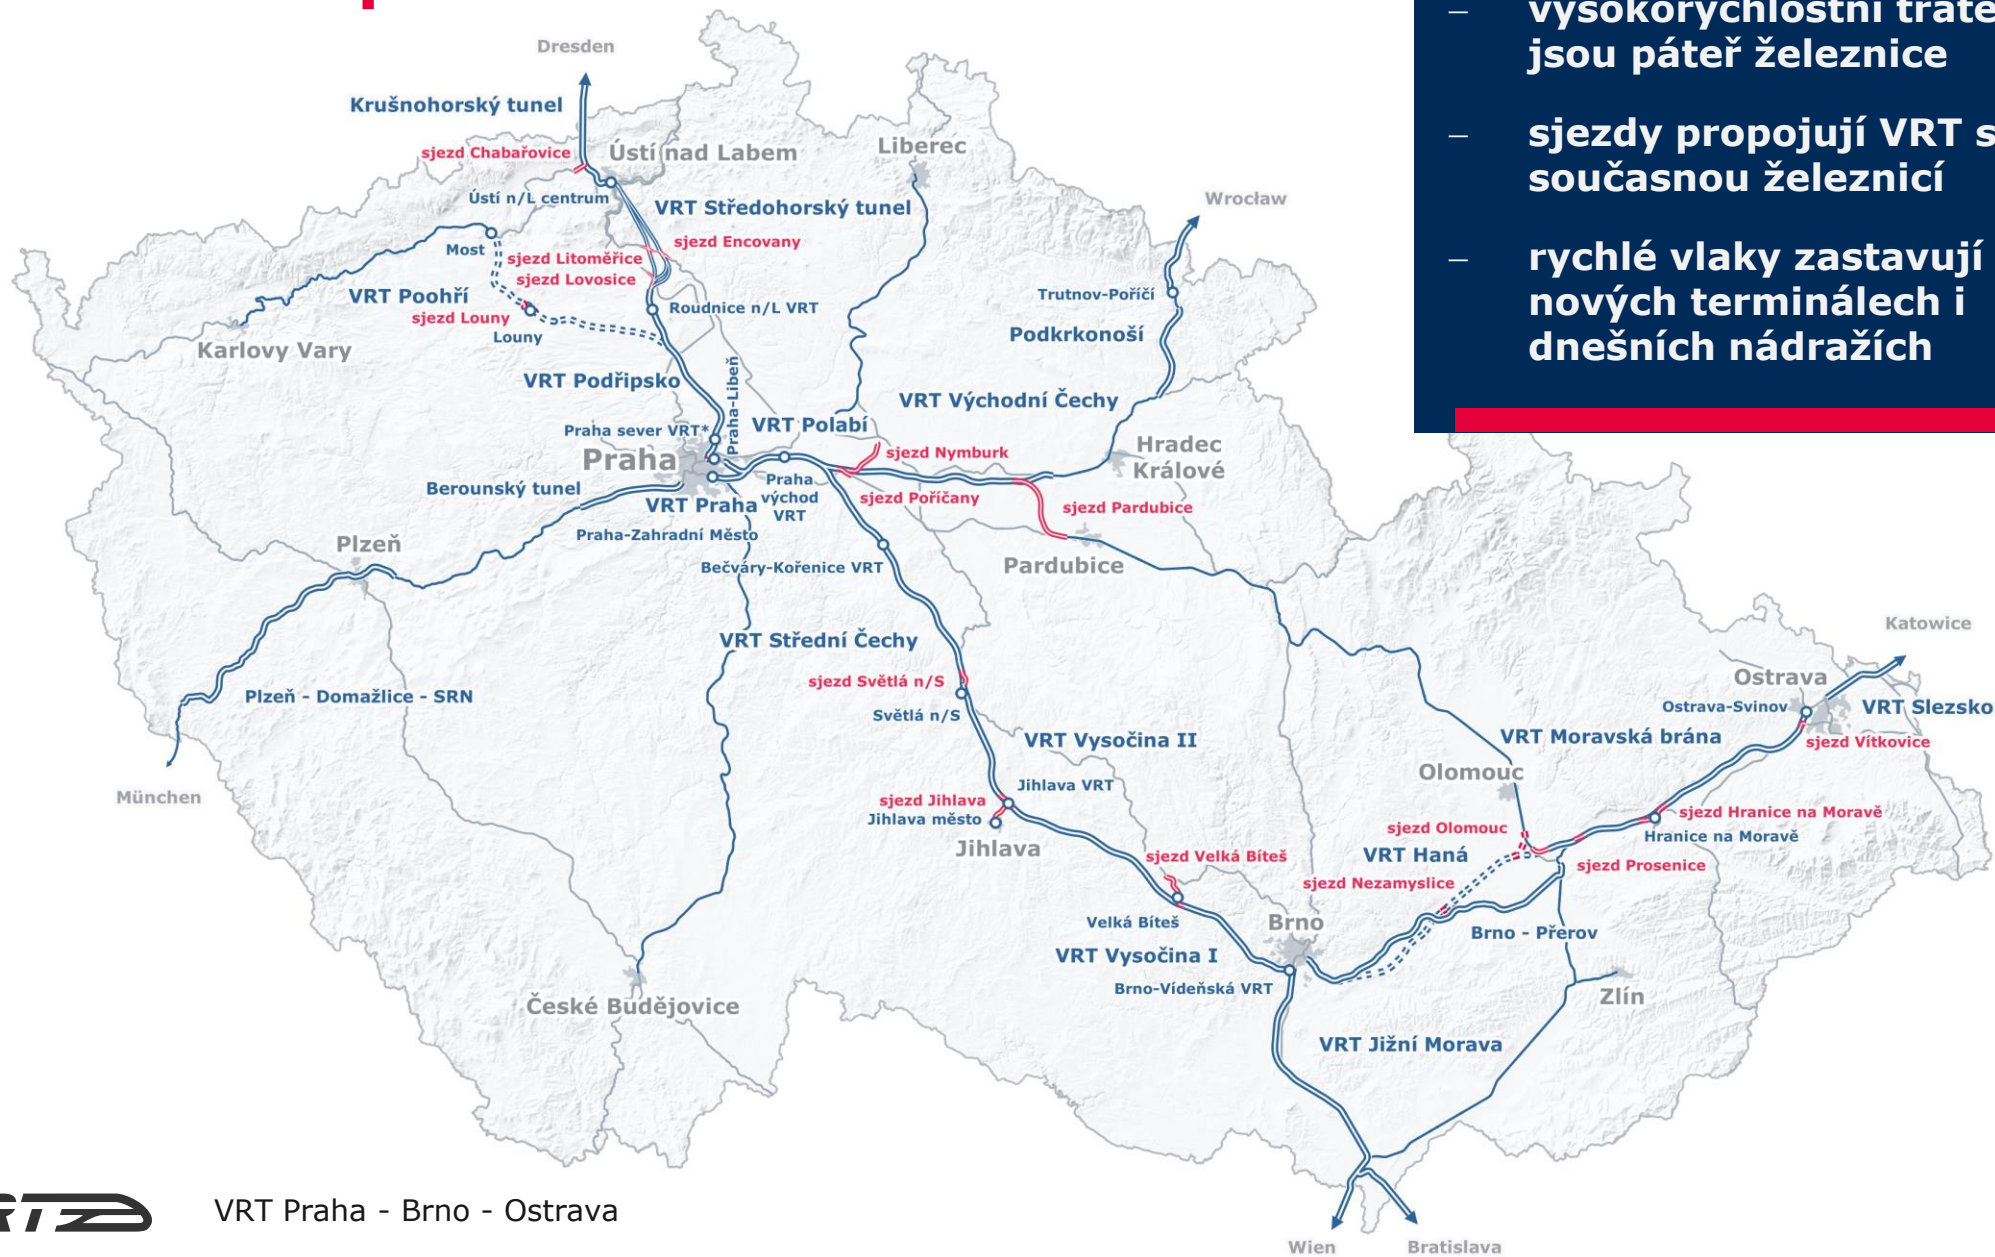 vysokorychlostní tratě
jsou páteř železnice
sjezdy propojují VRT s
současnou železnicí
rychlé vlaky zastavují
nových terminálech i
dnešních nádražích
Dresden
Krušnohorský tunel
sjezd Chabařovice
Ústí nad Labem
Liberec
Ústí n/L centrum
VRT Středohorský tunel
Wrocław
Most
sjezd Encovany
sjezd Litoměřice
sjezd Lovosice
VRT Poohří
sjezd Louny
Louny
Roudnice n/L VRT
Trutnov-Poříčí
Podkrkonoší
Karlovy Vary
VRT Podřipsko
Praha-Libeň
VRT Východní Čechy
Praha sever VRT*
VRT Polabí
Praha
sjezd Nymburk
Hradec
Králové
Berounský tunel
VRT Praha
Praha
východ
VRT
sjezd Poříčany
sjezd Pardubice
Praha-Zahradní Město
Plzeň
Bečváry-Kořenice VRT
Pardubice
VRT Střední Čechy
Katowice
sjezd Světlá n/S
Světlá n/S
Plzeň - Domažlice - SRN
Ostrava
Ostrava-Svinov
VRT Slezsko
VRT Vysočina II
VRT Moravská brána
sjezd Vítkovice
München
Jihlava VRT
sjezd Jihlava
Jihlava město
Jihlava
Olomouc
sjezd Hranice na Moravě
Hranice na Moravě
sjezd Olomouc
VRT Haná
sjezd Prosenice
sjezd Velká Bíteš
sjezd Nezamyslice
Velká Bíteš
Brno
Brno - Přerov
VRT Vysočina I
Brno-Vídeňská VRT
Zlín
České Budějovice
VRT Jižní Morava
VRT Praha - Brno - Ostrava
Wien
Bratislava